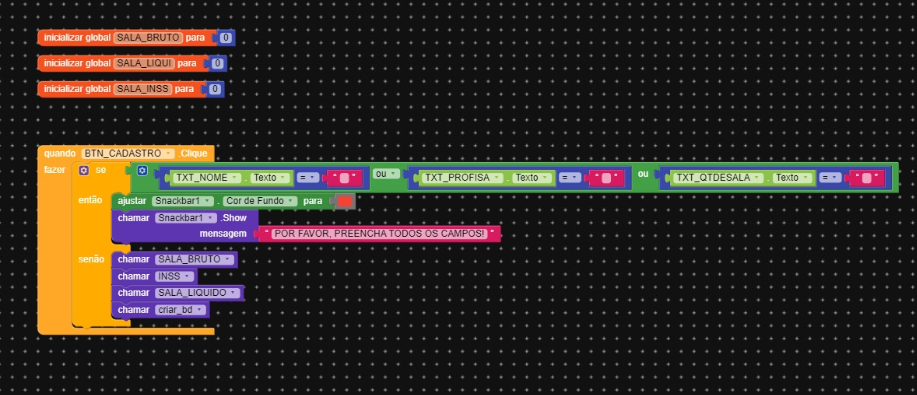 inicializar global SALA_BRUTO para 0
inicializar global SALA_LIQUI para 0
inicializar global SALA_INSS para 0
quando BTN_CADASTRO .Clique
fazer se TXT_NOME . Texto = " " ou TXT_PROFISA . Texto = " " ou TXT_QTDESALA . Texto = " "
então ajustar Snackbar1 . Cor de Fundo para
chamar Snackbar1 .Show
mensagem " POR FAVOR, PREENCHA TODOS OS CAMPOS! "
senão chamar SALA_BRUTO
chamar INSS
chamar SALA_LIQUIDO
chamar criar_bd